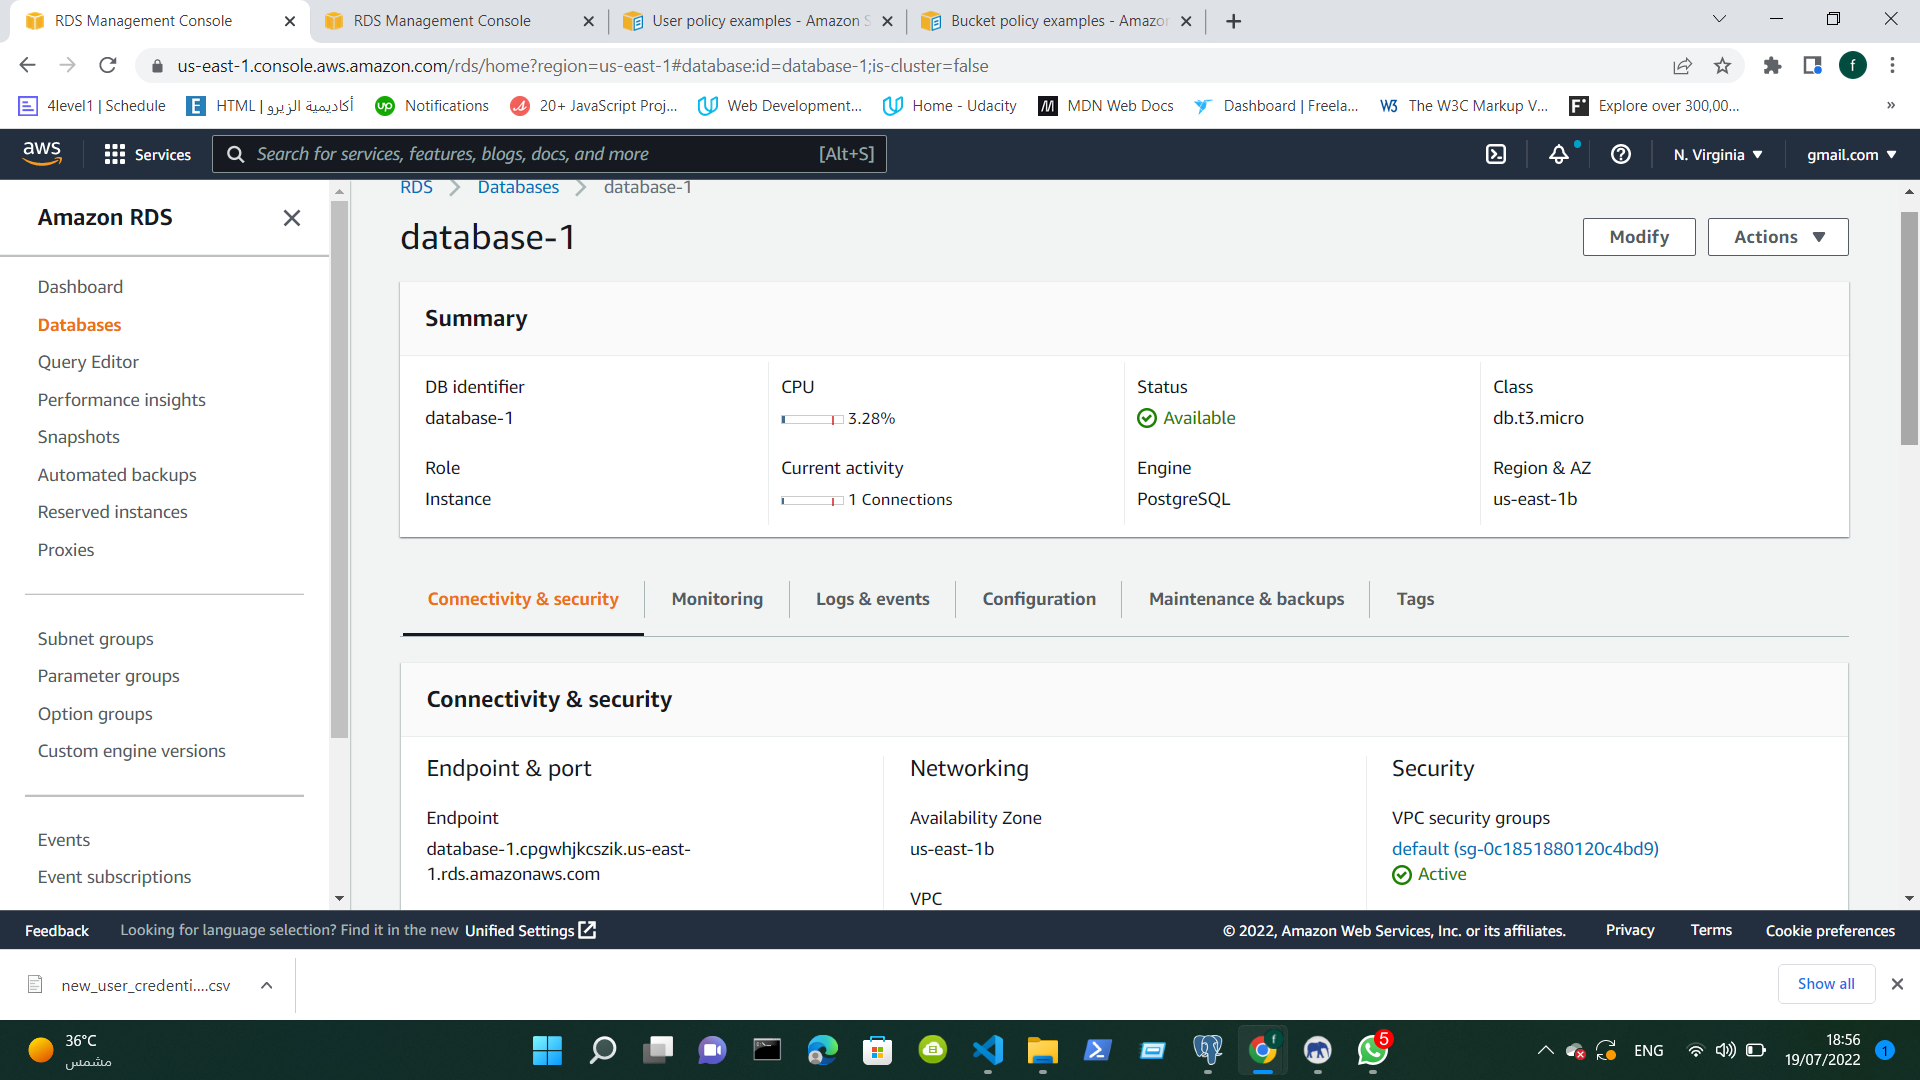 RDS Management Console
RDS Management Console
User policy examples - Amazon S
Bucket policy examples - Amazon
us-east-1.console.aws.amazon.com/rds/home?region=us-east-1#database:id=database-1;is-cluster=false
f
4level1 | Schedule
HTML | أكاديمية الزيرو
Notifications
20+ JavaScript Proj...
Web Development...
Home - Udacity
MDN Web Docs
Dashboard | Freela...
The W3C Markup V...
Explore over 300,00...
aws
Services
Search for services, features, blogs, docs, and more
[Alt+S]
N. Virginia
gmail.com
Amazon RDS
Dashboard
Databases
Query Editor
Performance insights
Snapshots
Automated backups
Reserved instances
Proxies
Subnet groups
Parameter groups
Option groups
Custom engine versions
Events
Event subscriptions
RDS > Databases > database-1
database-1
Modify
Actions
Summary
DB identifier
database-1
CPU
3.28%
Status
Available
Class
db.t3.micro
Role
Instance
Current activity
1 Connections
Engine
PostgreSQL
Region & AZ
us-east-1b
Connectivity & security
Monitoring
Logs & events
Configuration
Maintenance & backups
Tags
Connectivity & security
Endpoint & port
Endpoint
database-1.cpgwhjkcszik.us-east-
1.rds.amazonaws.com
Networking
Availability Zone
us-east-1b
VPC
Security
VPC security groups
default (sg-0c1851880120c4bd9)
Active
Feedback
Looking for language selection? Find it in the new Unified Settings
© 2022, Amazon Web Services, Inc. or its affiliates.
Privacy
Terms
Cookie preferences
new_user_credenti....csv
Show all
36°C
مشمس
5
ENG
18:56
19/07/2022
1